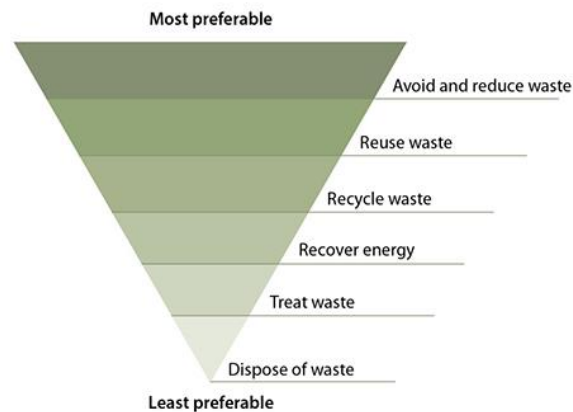 Most preferable
Avoid and reduce waste
Reuse waste
Recycle waste
Recover energy
Treat waste
Dispose of waste
Least preferable